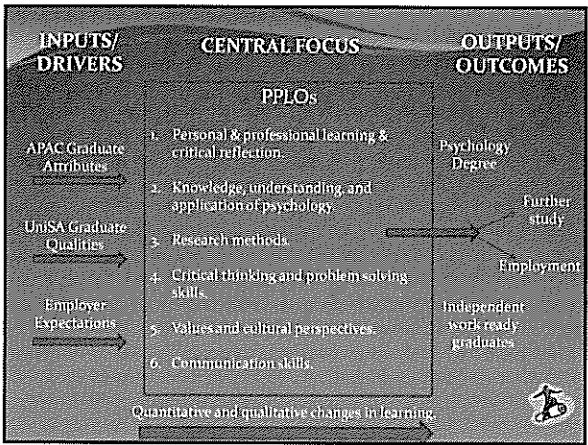 INPUTS/
DRIVERS
CENTRAL FOCUS
OUTPUTS/
OUTCOMES
PPLOs
APAC Graduate
Attributes
UniSA Graduate
Qualities
Employer
Expectations
1. Personal & professional learning &
critical reflection.
2. Knowledge, understanding, and
application of psychology.
3. Research methods.
4. Critical thinking and problem solving
skills.
5. Values and cultural perspectives.
6. Communication skills.
Psychology
Degree
Further
study
Employment
Independent
work ready
graduates
Quantitative and qualitative changes in learning.